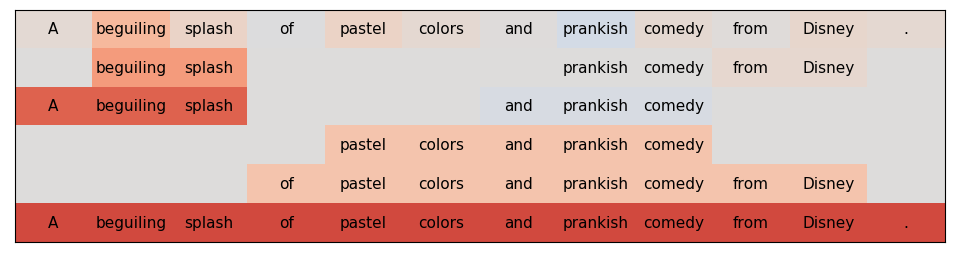 A beguiling splash of pastel colors and prankish comedy from Disney .
beguiling splash prankish comedy from Disney
A beguiling splash and prankish comedy
pastel colors and prankish comedy
of pastel colors and prankish comedy from Disney
A beguiling splash of pastel colors and prankish comedy from Disney .